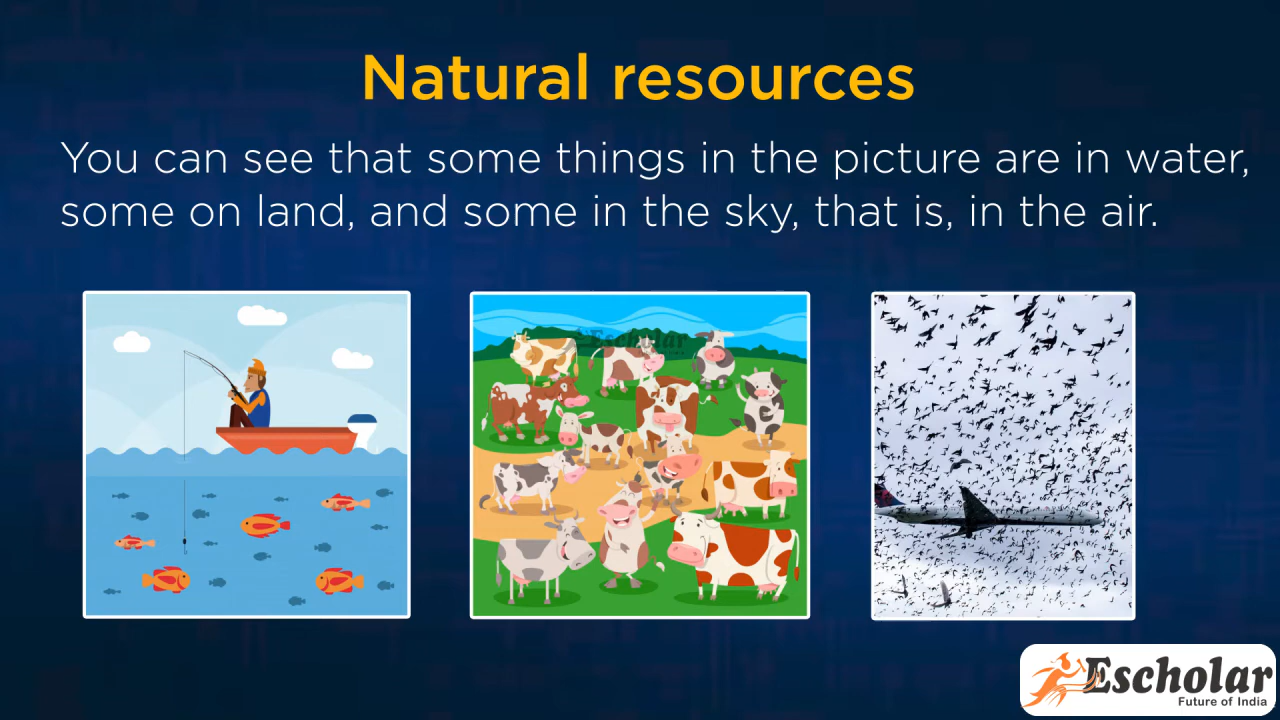 Natural resources
You can see that some things in the picture are in water,
some on land, and some in the sky, that is, in the air.
Escholar
Escholar
Future of India